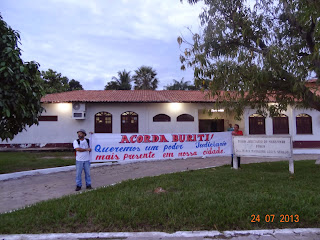 ACORDA BURITI!
Queremos um poder Judiciário
mais presente em nossa cidade.
24 07 2013